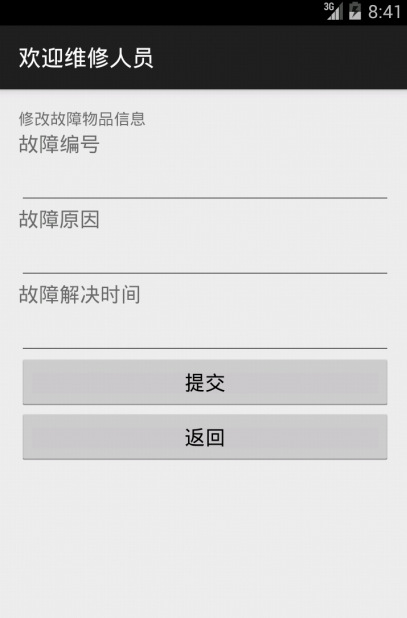 3G 8:41
欢迎维修人员
修改故障物品信息
故障编号
故障原因
故障解决时间
提交
返回